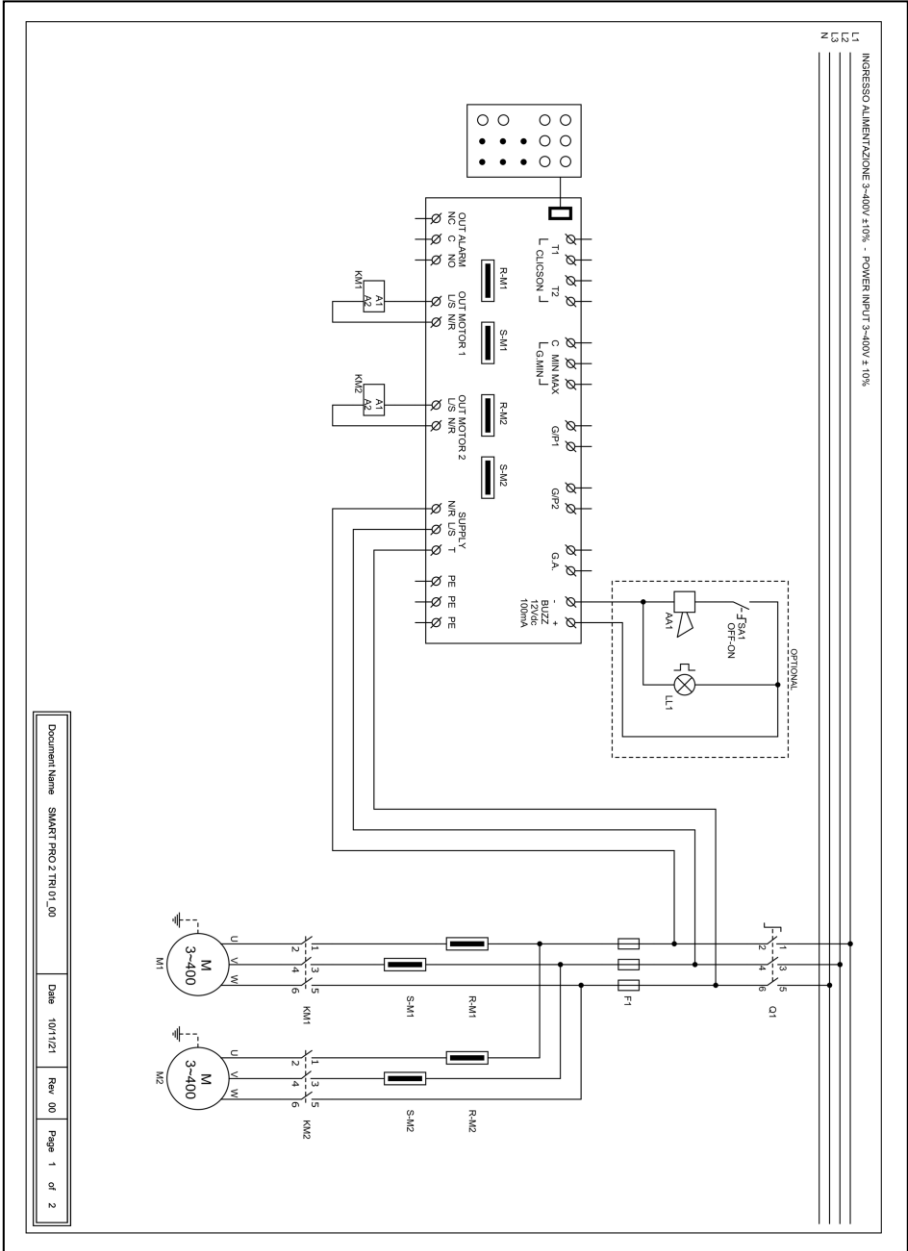 L1 INGRESSO ALIMENTAZIONE 3~400V ±10% - POWER INPUT 3~400V ± 10%
L2
L3
N
OPTIONAL
SA1
OFF-ON
AA1
LL1
T1
T2
CLICSON
C MIN MAX
G.MIN
G/P1
G/P2
G.A.
- +
BUZZ
12Vdc
100mA
R-M1
S-M1
R-M2
S-M2
OUT ALARM
NC C NO
OUT MOTOR 1
L/S N/R
OUT MOTOR 2
L/S N/R
SUPPLY
N/R L/S T
PE PE PE
KM1
A1
A2
KM2
A1
A2
1 3 5
2 4 6
Q1
F1
R-M1
R-M2
S-M1
S-M2
1 3 5
2 4 6
KM1
1 3 5
2 4 6
KM2
U V W
U V W
M
3~400
M1
M
3~400
M2
Document Name SMART PRO 2 TRI 01_00 Date 10/11/21 Rev 00 Page 1 of 2